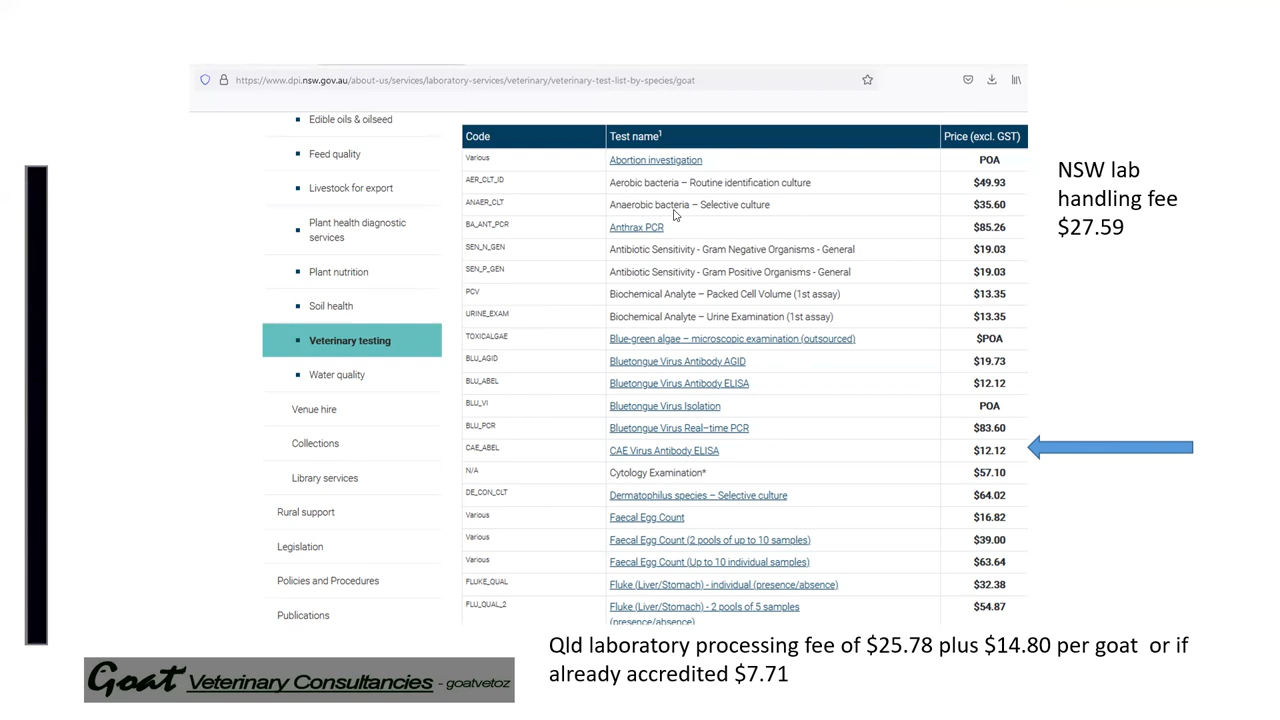 https://www.dpi.nsw.gov.au/about-us/services/laboratory-services/veterinary/veterinary-test-list-by-species/goat
Edible oils & oilseed
Feed quality
Livestock for export
Plant health diagnostic
services
Plant nutrition
Soil health
Veterinary testing
Water quality
Venue hire
Collections
Library services
Rural support
Legislation
Policies and Procedures
Publications
Code Test name1 Price (excl. GST)
Various Abortion investigation POA
AER_CLT_ID Aerobic bacteria – Routine identification culture $49.93
ANAER_CLT Anaerobic bacteria – Selective culture $35.60
BA_ANT_PCR Anthrax PCR $85.26
SEN_N_GEN Antibiotic Sensitivity - Gram Negative Organisms - General $19.03
SEN_P_GEN Antibiotic Sensitivity - Gram Positive Organisms - General $19.03
PCV Biochemical Analyte – Packed Cell Volume (1st assay) $13.35
URINE_EXAM Biochemical Analyte – Urine Examination (1st assay) $13.35
TOXICALGAE Blue-green algae – microscopic examination (outsourced) $POA
BLU_AGID Bluetongue Virus Antibody AGID $19.73
BLU_ABEL Bluetongue Virus Antibody ELISA $12.12
BLU_VI Bluetongue Virus Isolation POA
BLU_PCR Bluetongue Virus Real–time PCR $83.60
CAE_ABEL CAE Virus Antibody ELISA $12.12
N/A Cytology Examination* $57.10
DE_CON_CLT Dermatophilus species – Selective culture $64.02
Various Faecal Egg Count $16.82
Various Faecal Egg Count (2 pools of up to 10 samples) $39.00
Various Faecal Egg Count (Up to 10 individual samples) $63.64
FLUKE_QUAL Fluke (Liver/Stomach) - individual (presence/absence) $32.38
FLU_QUAL_2 Fluke (Liver/Stomach) - 2 pools of 5 samples $54.87
(presence/absence)
NSW lab
handling fee
$27.59
Qld laboratory processing fee of $25.78 plus $14.80 per goat or if
already accredited $7.71
Goat Veterinary Consultancies - goatvetoz